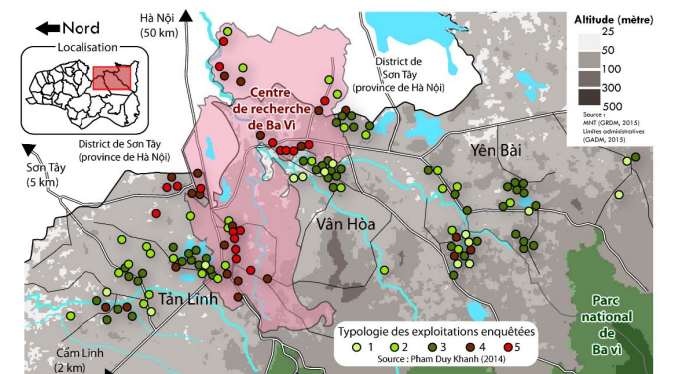 Nord
Localisation
Hà Nội
(50 km)
District de
Sơn Tây
(province de Hà Nội)
Altitude (mètre)
25
50
100
300
500
Source :
MNT (GRDM, 2015)
Limites administratives
(GADM, 2015)
District de Sơn Tây
(province de Hà Nội)
Centre
de recherche
de Ba Vì
Sơn Tây
(5 km)
Yên Bài
Vân Hòa
Tản Lĩnh
Parc
national
de
Ba vì
Cẩm Lĩnh
(2 km)
Typologie des exploitations enquêtées
1 2 3 4 5
Source : Pham Duy Khanh (2014)